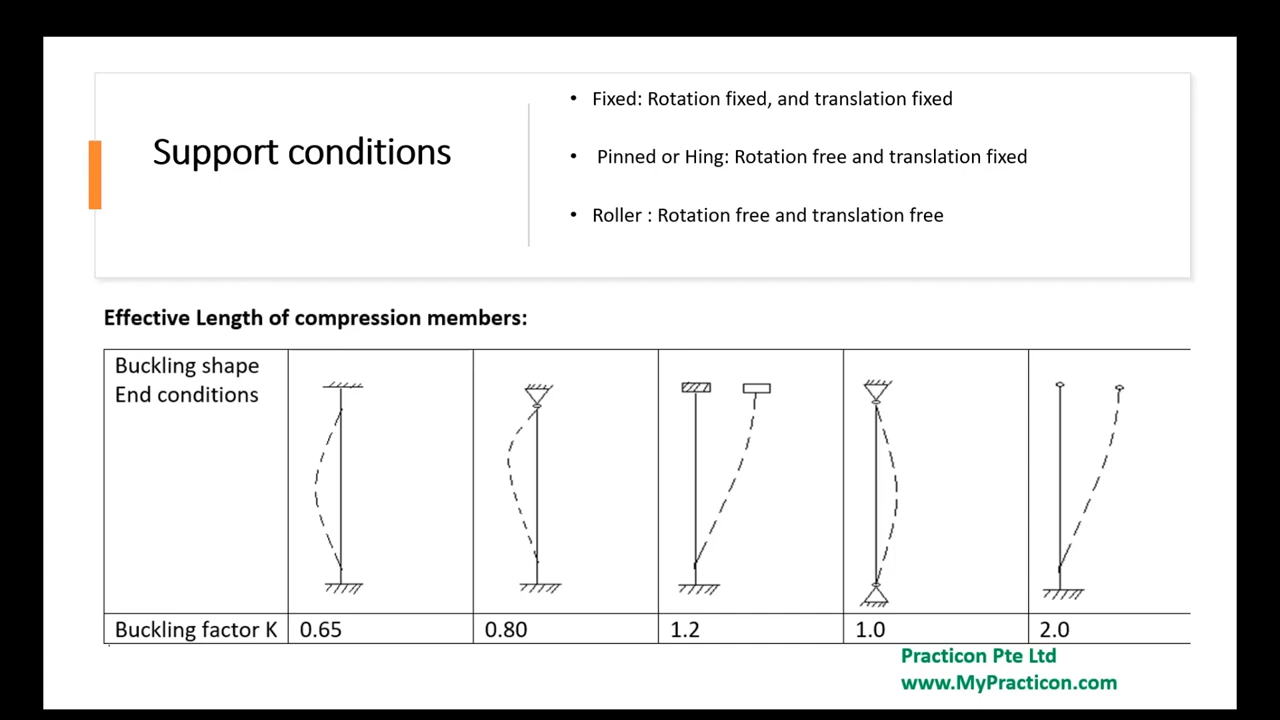 Support conditions
• Fixed: Rotation fixed, and translation fixed
• Pinned or Hing: Rotation free and translation fixed
• Roller : Rotation free and translation free
Effective Length of compression members:
Buckling shape
End conditions
Buckling factor K 0.65 0.80 1.2 1.0 2.0
Practicon Pte Ltd
www.MyPracticon.com